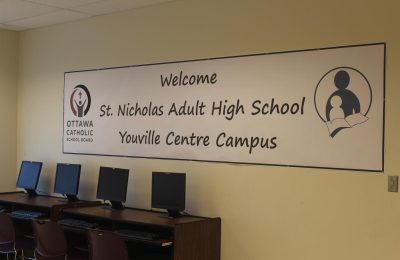 Welcome
St. Nicholas Adult High School
Youville Centre Campus
OTTAWA
CATHOLIC
SCHOOL BOARD